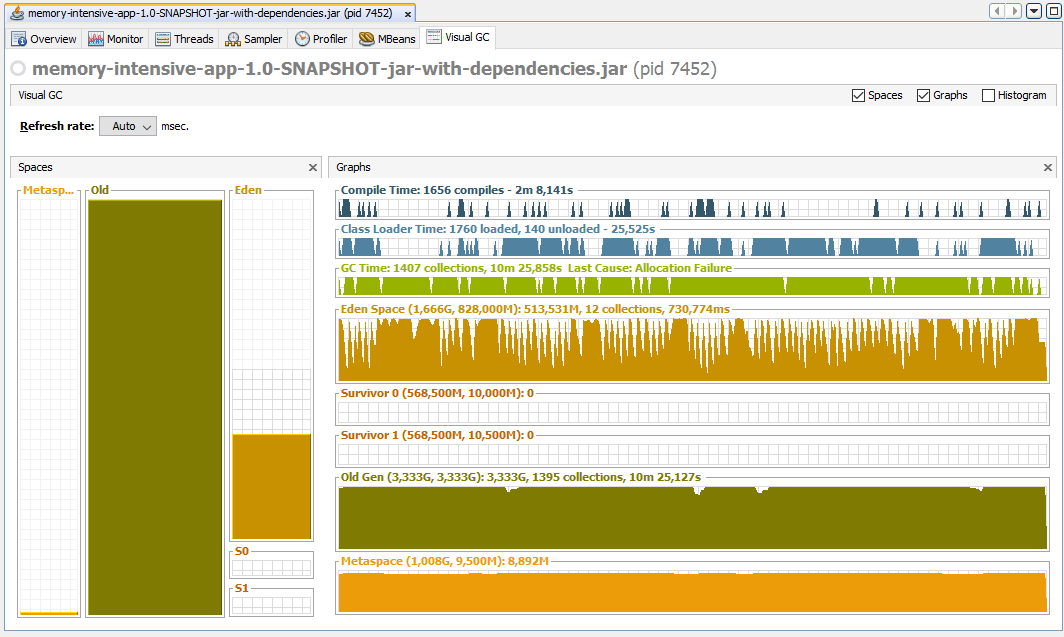 memory-intensive-app-1.0-SNAPSHOT-jar-with-dependencies.jar (pid 7452)
Overview Monitor Threads Sampler Profiler MBeans Visual GC
memory-intensive-app-1.0-SNAPSHOT-jar-with-dependencies.jar (pid 7452)
Visual GC Spaces Graphs Histogram
Refresh rate: Auto msec.
Spaces
Metasp... Old Eden
S0
S1
Graphs
Compile Time: 1656 compiles - 2m 8,141s
Class Loader Time: 1760 loaded, 140 unloaded - 25,525s
GC Time: 1407 collections, 10m 25,858s Last Cause: Allocation Failure
Eden Space (1,666G, 828,000M): 513,531M, 12 collections, 730,774ms
Survivor 0 (568,500M, 10,000M): 0
Survivor 1 (568,500M, 10,500M): 0
Old Gen (3,333G, 3,333G): 3,333G, 1395 collections, 10m 25,127s
Metaspace (1,008G, 9,500M): 8,892M